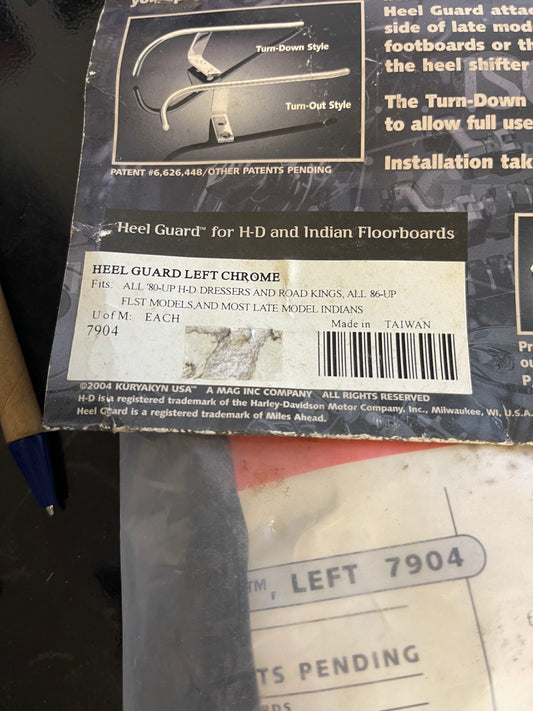 Heel Guard attac
side of late mod
footboards or th
the heel shifter
Turn-Down Style
Turn-Out Style
The Turn-Down
to allow full use
Installation tak
PATENT #6,626,448/OTHER PATENTS PENDING
Heel Guard™ for H-D and Indian Floorboards
HEEL GUARD LEFT CHROME
Fits: ALL '80-UP H-D DRESSERS AND ROAD KINGS, ALL 86-UP
FLST MODELS,AND MOST LATE MODEL INDIANS
U of M: EACH
Made in TAIWAN
7904
©2004 KURYAKYN USA™ A MAG INC COMPANY ALL RIGHTS RESERVED
H-D is a registered trademark of the Harley-Davidson Motor Company, Inc., Milwaukee, WI, U.S.A.
Heel Guard is a registered trademark of Miles Ahead.
Pr
ou
P
™, LEFT 7904
TS PENDING
RDS